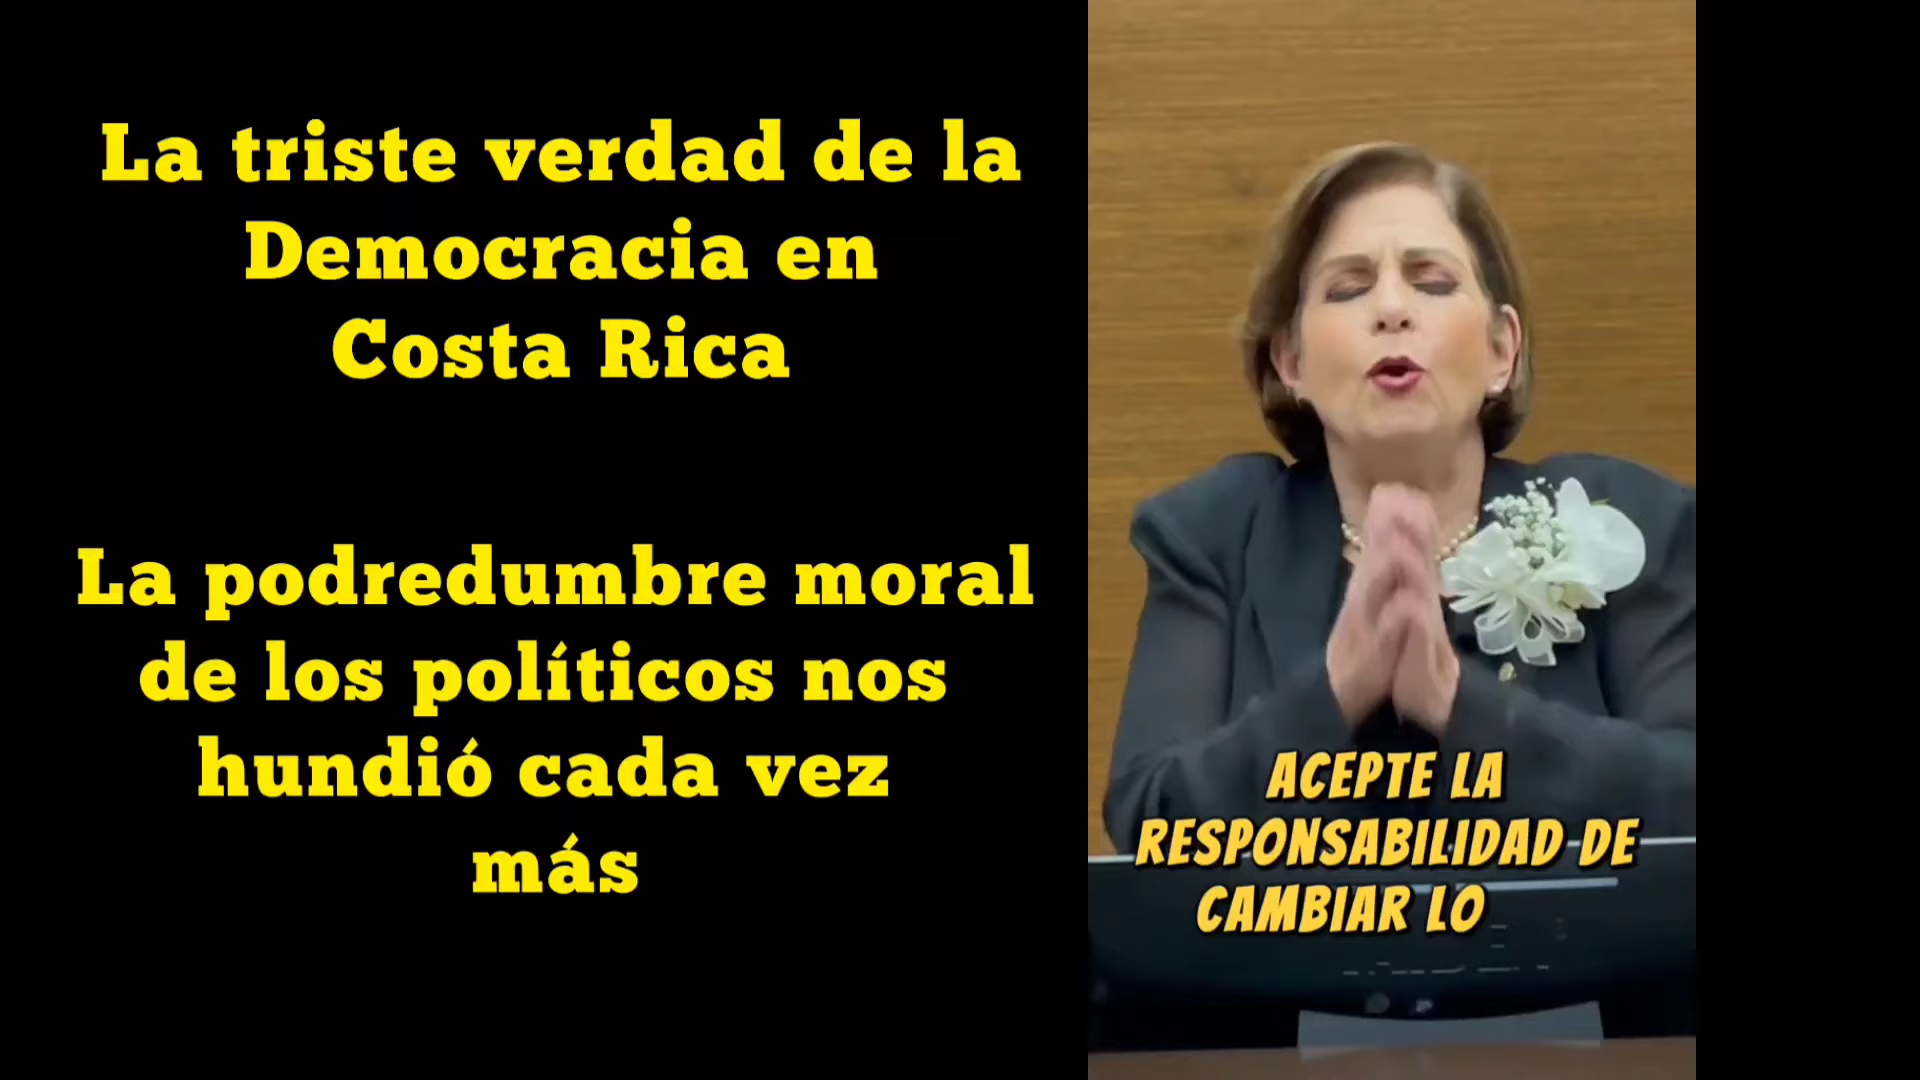 La triste verdad de la
Democracia en
Costa Rica
La podredumbre moral
de los políticos nos
hundió cada vez
más
ACEPTE LA
RESPONSABILIDAD DE
CAMBIAR LO